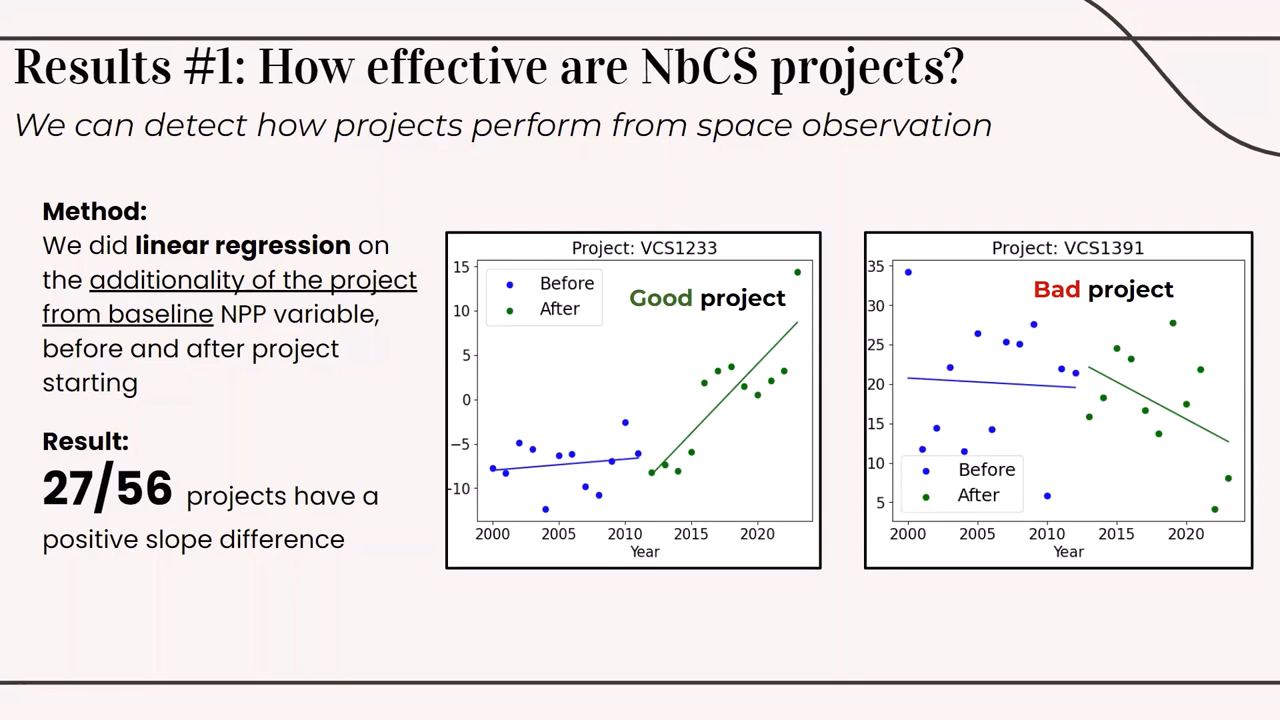 Results #1: How effective are NbCS projects?
We can detect how projects perform from space observation
Method:
We did linear regression on
the additionality of the project
from baseline NPP variable,
before and after project
starting
Result:
27/56 projects have a
positive slope difference
Project: VCS1233
Before
After
Good project
15
10
5
0
−5
−10
2000 2005 2010 2015 2020
Year
Project: VCS1391
Bad project
35
30
25
20
15
10
5
Before
After
2000 2005 2010 2015 2020
Year